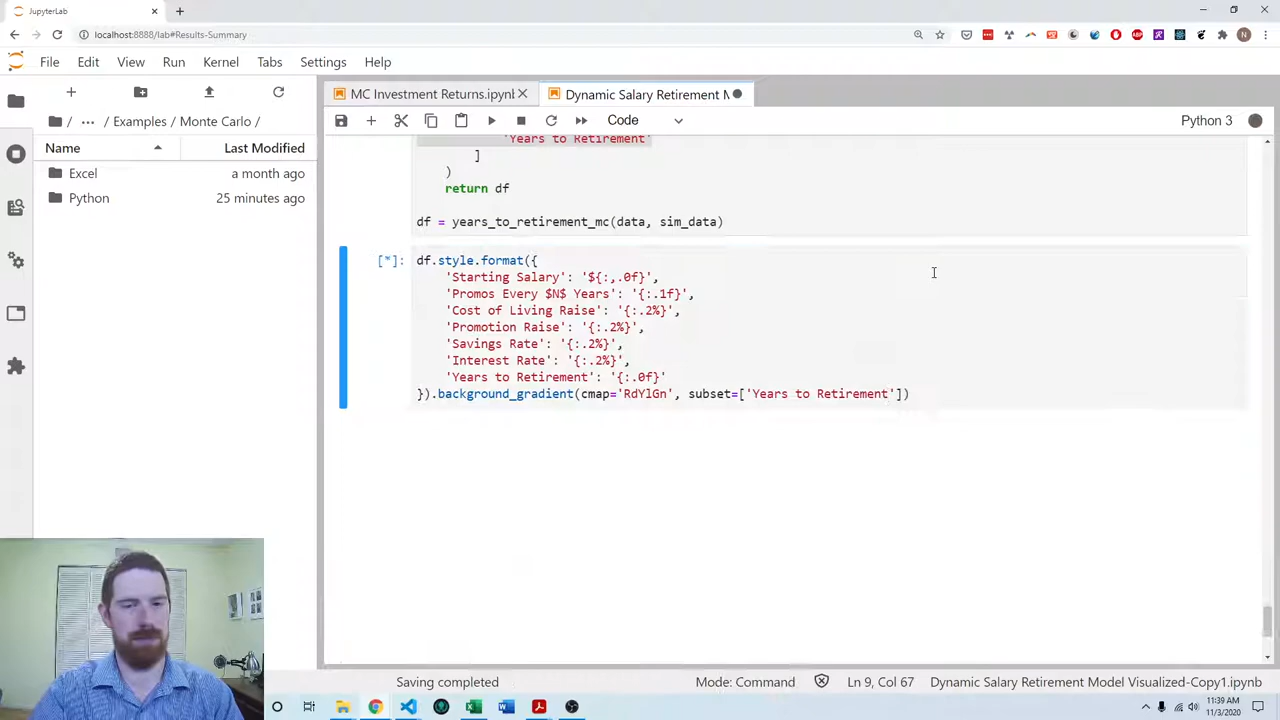 JupyterLab
localhost:8888/lab#Results-Summary
N
File Edit View Run Kernel Tabs Settings Help
MC Investment Returns.ipynb
Dynamic Salary Retirement M
/ ... / Examples / Monte Carlo /
Code
Python 3
Name Last Modified
Excel a month ago
Python 25 minutes ago
'Years to Retirement'
]
)
return df
df = years_to_retirement_mc(data, sim_data)
[*]:
df.style.format({
'Starting Salary': '${:,.0f}',
'Promos Every $N$ Years': '{:.1f}',
'Cost of Living Raise': '{:.2%}',
'Promotion Raise': '{:.2%}',
'Savings Rate': '{:.2%}',
'Interest Rate': '{:.2%}',
'Years to Retirement': '{:.0f}'
}).background_gradient(cmap='RdYlGn', subset=['Years to Retirement'])
Saving completed
Mode: Command
Ln 9, Col 67
Dynamic Salary Retirement Model Visualized-Copy1.ipynb
11:39 AM
11/3/2020